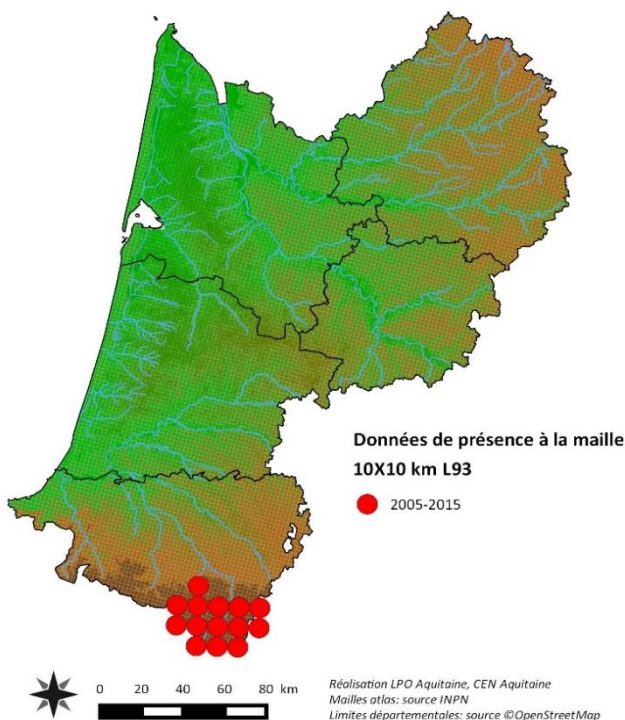 Données de présence à la maille
10X10 km L93
2005-2015
0 20 40 60 80 km
Réalisation LPO Aquitaine, CEN Aquitaine
Mailles atlas: source INPN
Limites départementales: source ©OpenStreetMap